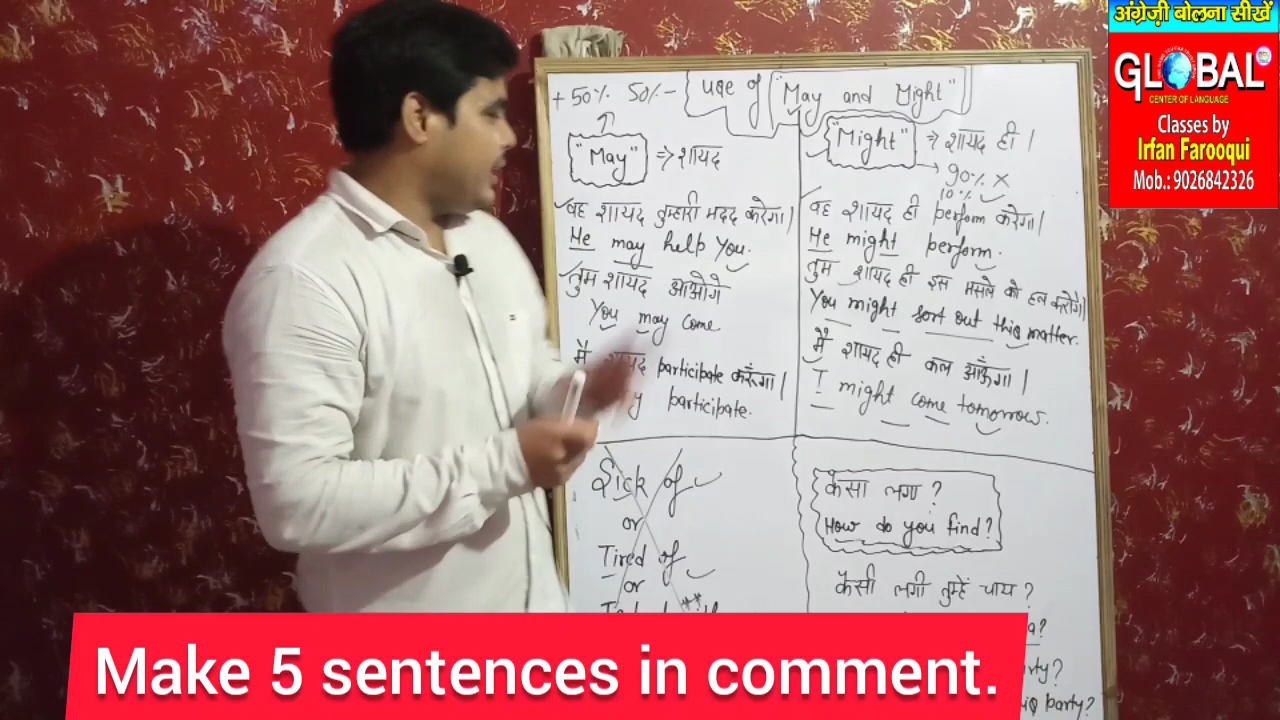 अंग्रेज़ी बोलना सीखें
GLOBAL
CENTER OF LANGUAGE
Classes by
Irfan Farooqui
Mob.: 9026842326
+ 50% 50% - use of "May and Might"
"May" => शायद
वह शायद तुम्हारी मदद करेगा।
He may help you.
तुम शायद आओगे
You may come
मैं शायद participate करूँगा।
participate.
"Might" => शायद ही।
90% ×
10% ✓
वह शायद ही perform करेगा।
He might perform.
तुम शायद ही इस मसले को हल करोगे।
You might sort out this matter.
मैं शायद ही कल आऊँगा।
I might come tomorrow.
Sick of
or
Tired of
or
कैसा लगा ?
How do you find?
कैसी लगी तुम्हें चाय ?
party?
Make 5 sentences in comment.